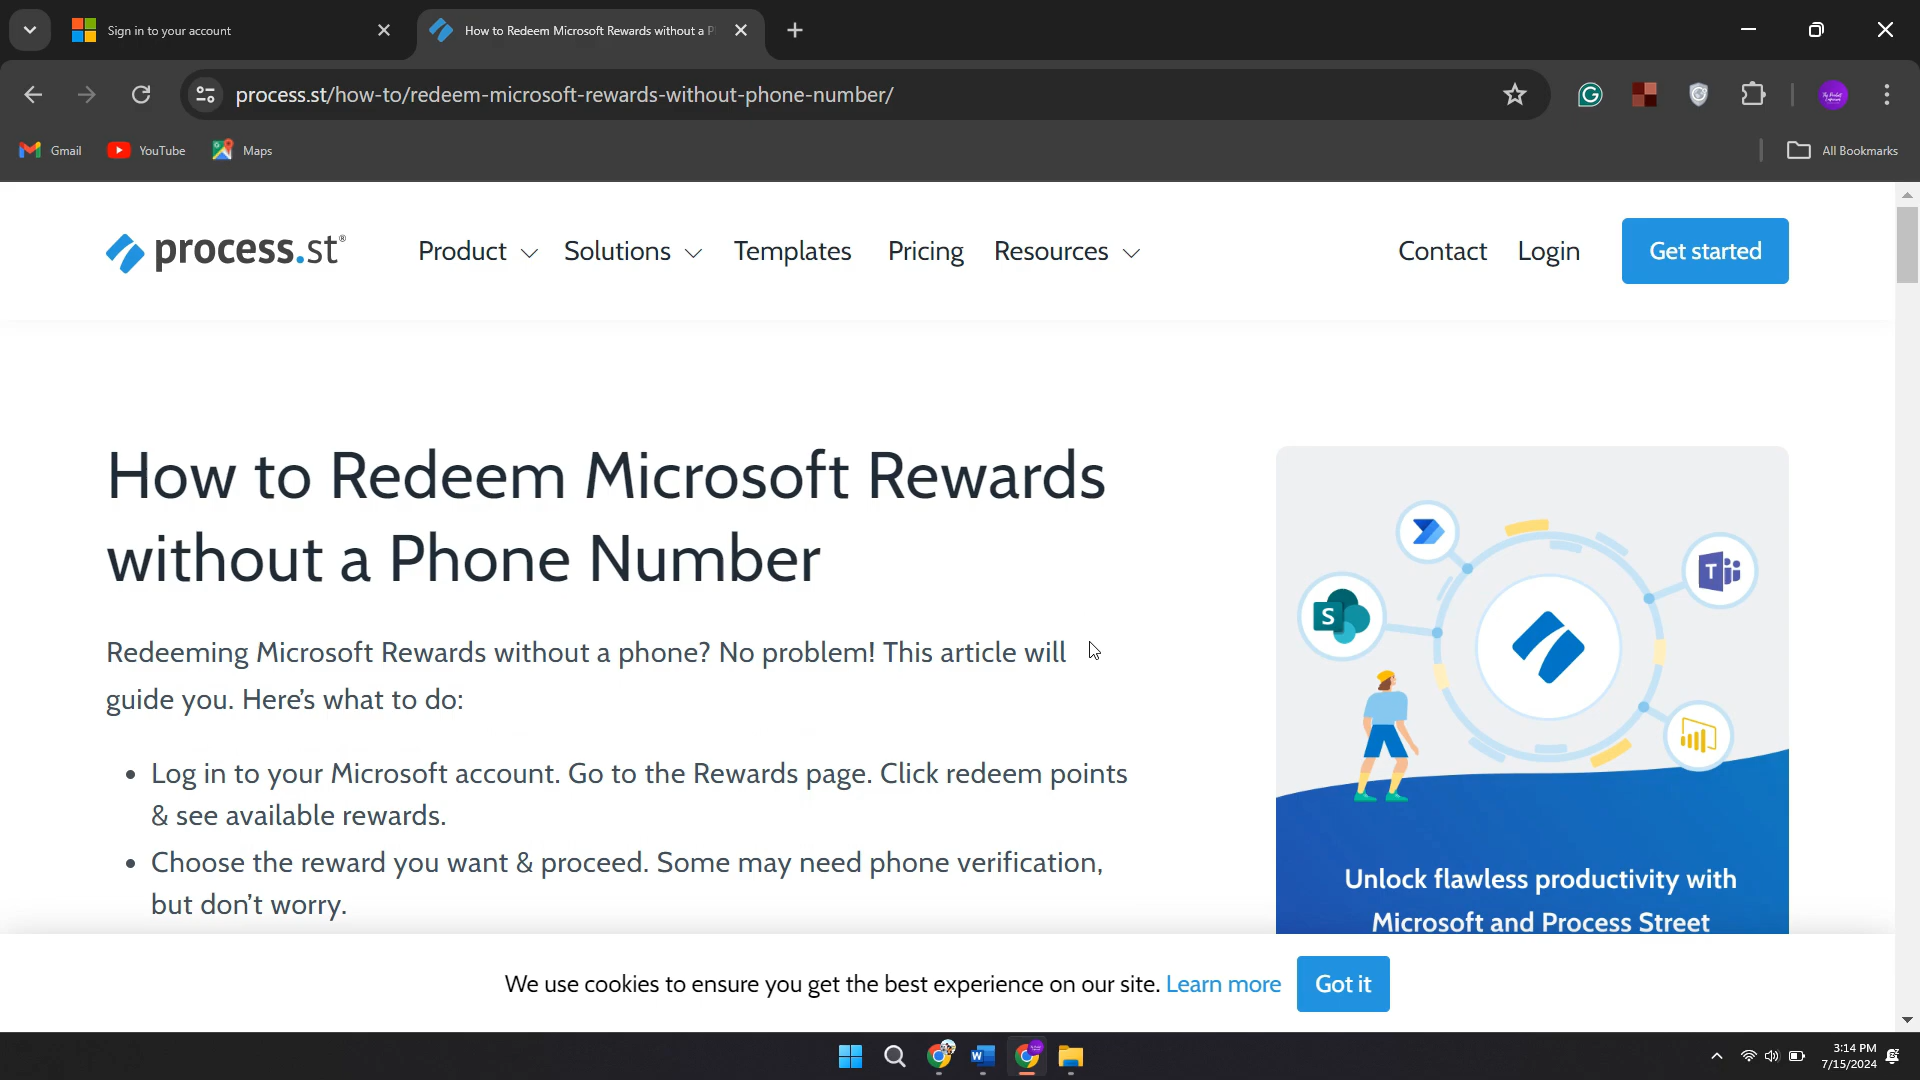 Sign in to your account
How to Redeem Microsoft Rewards without a P
process.st/how-to/redeem-microsoft-rewards-without-phone-number/
Gmail
YouTube
Maps
All Bookmarks
process.st®
Product
Solutions
Templates
Pricing
Resources
Contact
Login
Get started
How to Redeem Microsoft Rewards
without a Phone Number
Redeeming Microsoft Rewards without a phone? No problem! This article will
guide you. Here’s what to do:
• Log in to your Microsoft account. Go to the Rewards page. Click redeem points
& see available rewards.
• Choose the reward you want & proceed. Some may need phone verification,
but don’t worry.
S
T
Unlock flawless productivity with
Microsoft and Process Street
We use cookies to ensure you get the best experience on our site. Learn more
Got it
W
3:14 PM
7/15/2024